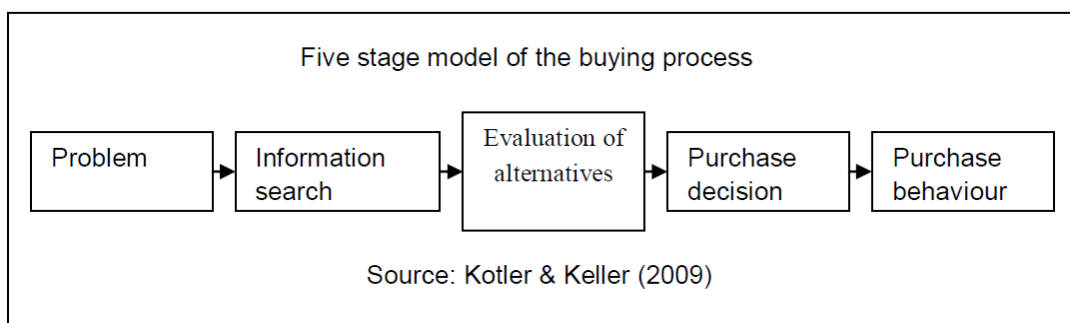 Five stage model of the buying process
Problem
Information
search
Evaluation of
alternatives
Purchase
decision
Purchase
behaviour
Source: Kotler & Keller (2009)